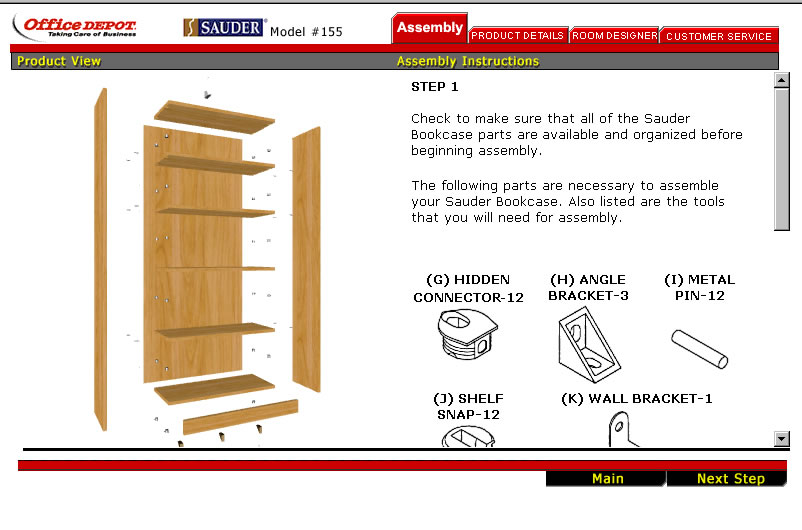 Office DEPOT.
Taking Care of Business
SAUDER Model #155
Assembly
PRODUCT DETAILS
ROOM DESIGNER
CUSTOMER SERVICE
Product View
Assembly Instructions
STEP 1
Check to make sure that all of the Sauder
Bookcase parts are available and organized before
beginning assembly.
The following parts are necessary to assemble
your Sauder Bookcase. Also listed are the tools
that you will need for assembly.
(G) HIDDEN
CONNECTOR-12
(H) ANGLE
BRACKET-3
(I) METAL
PIN-12
(J) SHELF
SNAP-12
(K) WALL BRACKET-1
Main
Next Step